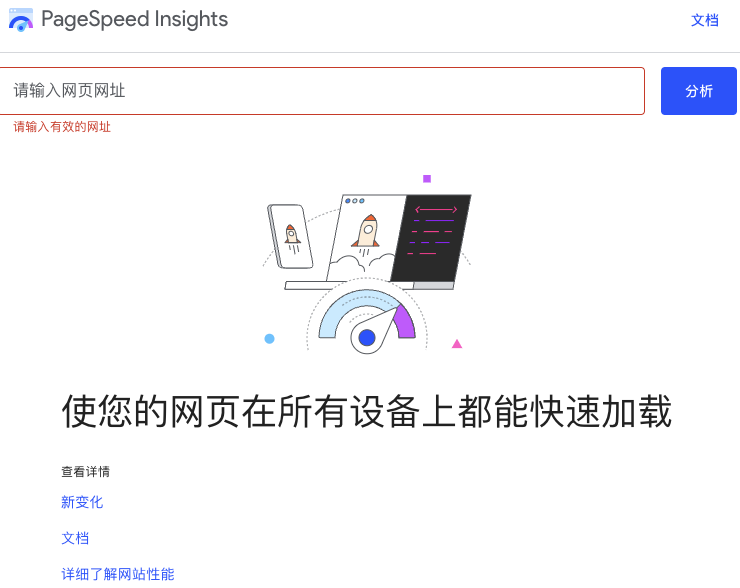 PageSpeed Insights
文档
请输入网页网址
分析
请输入有效的网址
使您的网页在所有设备上都能快速加载
查看详情
新变化
文档
详细了解网站性能